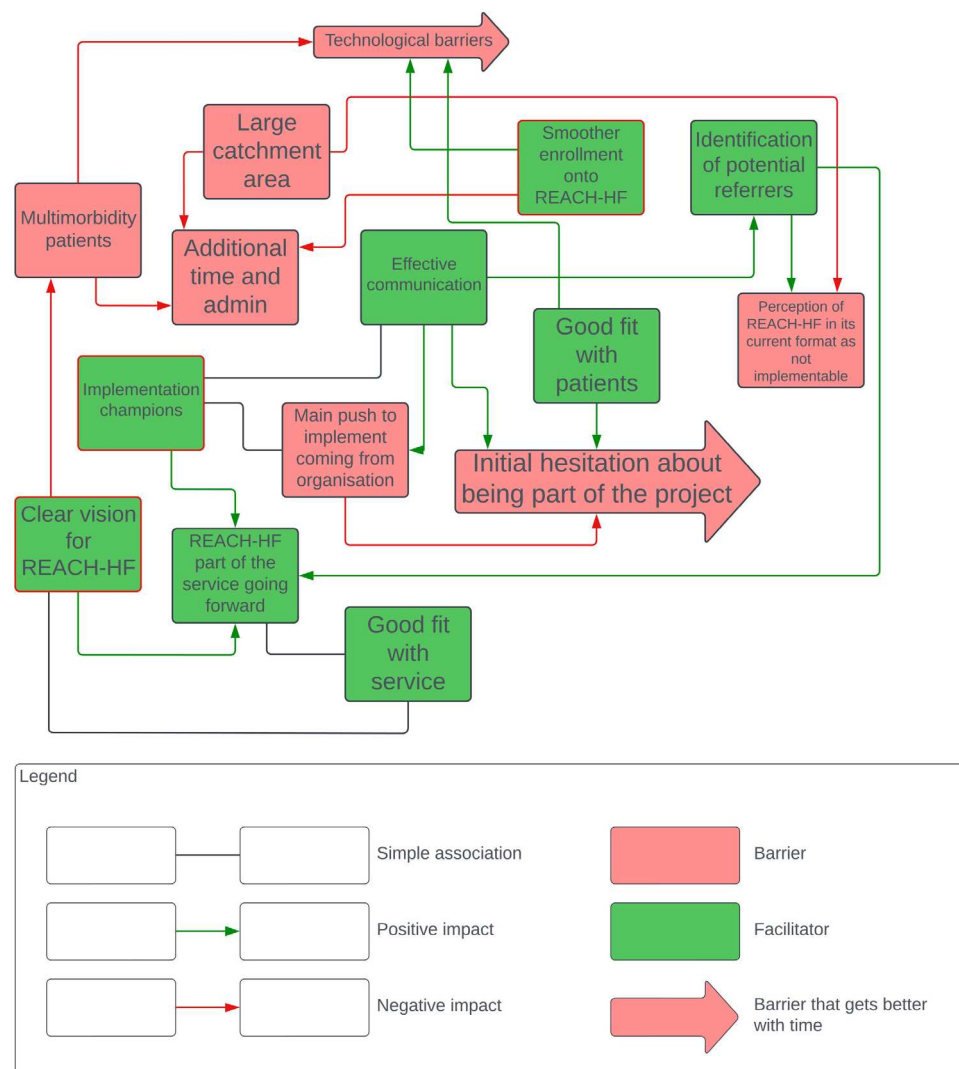 Technological barriers
Large
catchment
area
Smoother
enrollment
onto
REACH-HF
Identification
of potential
referrers
Multimorbidity
patients
Additional
time and
admin
Effective
communication
Perception of
REACH-HF in its
current format as
not
implementable
Good fit
with
patients
Implementation
champions
Main push to
implement
coming from
organisation
Initial hesitation about
being part of the project
Clear vision
for
REACH-HF
REACH-HF
part of the
service going
forward
Good fit
with
service
Legend
Simple association
Barrier
Positive impact
Facilitator
Negative impact
Barrier that gets better
with time